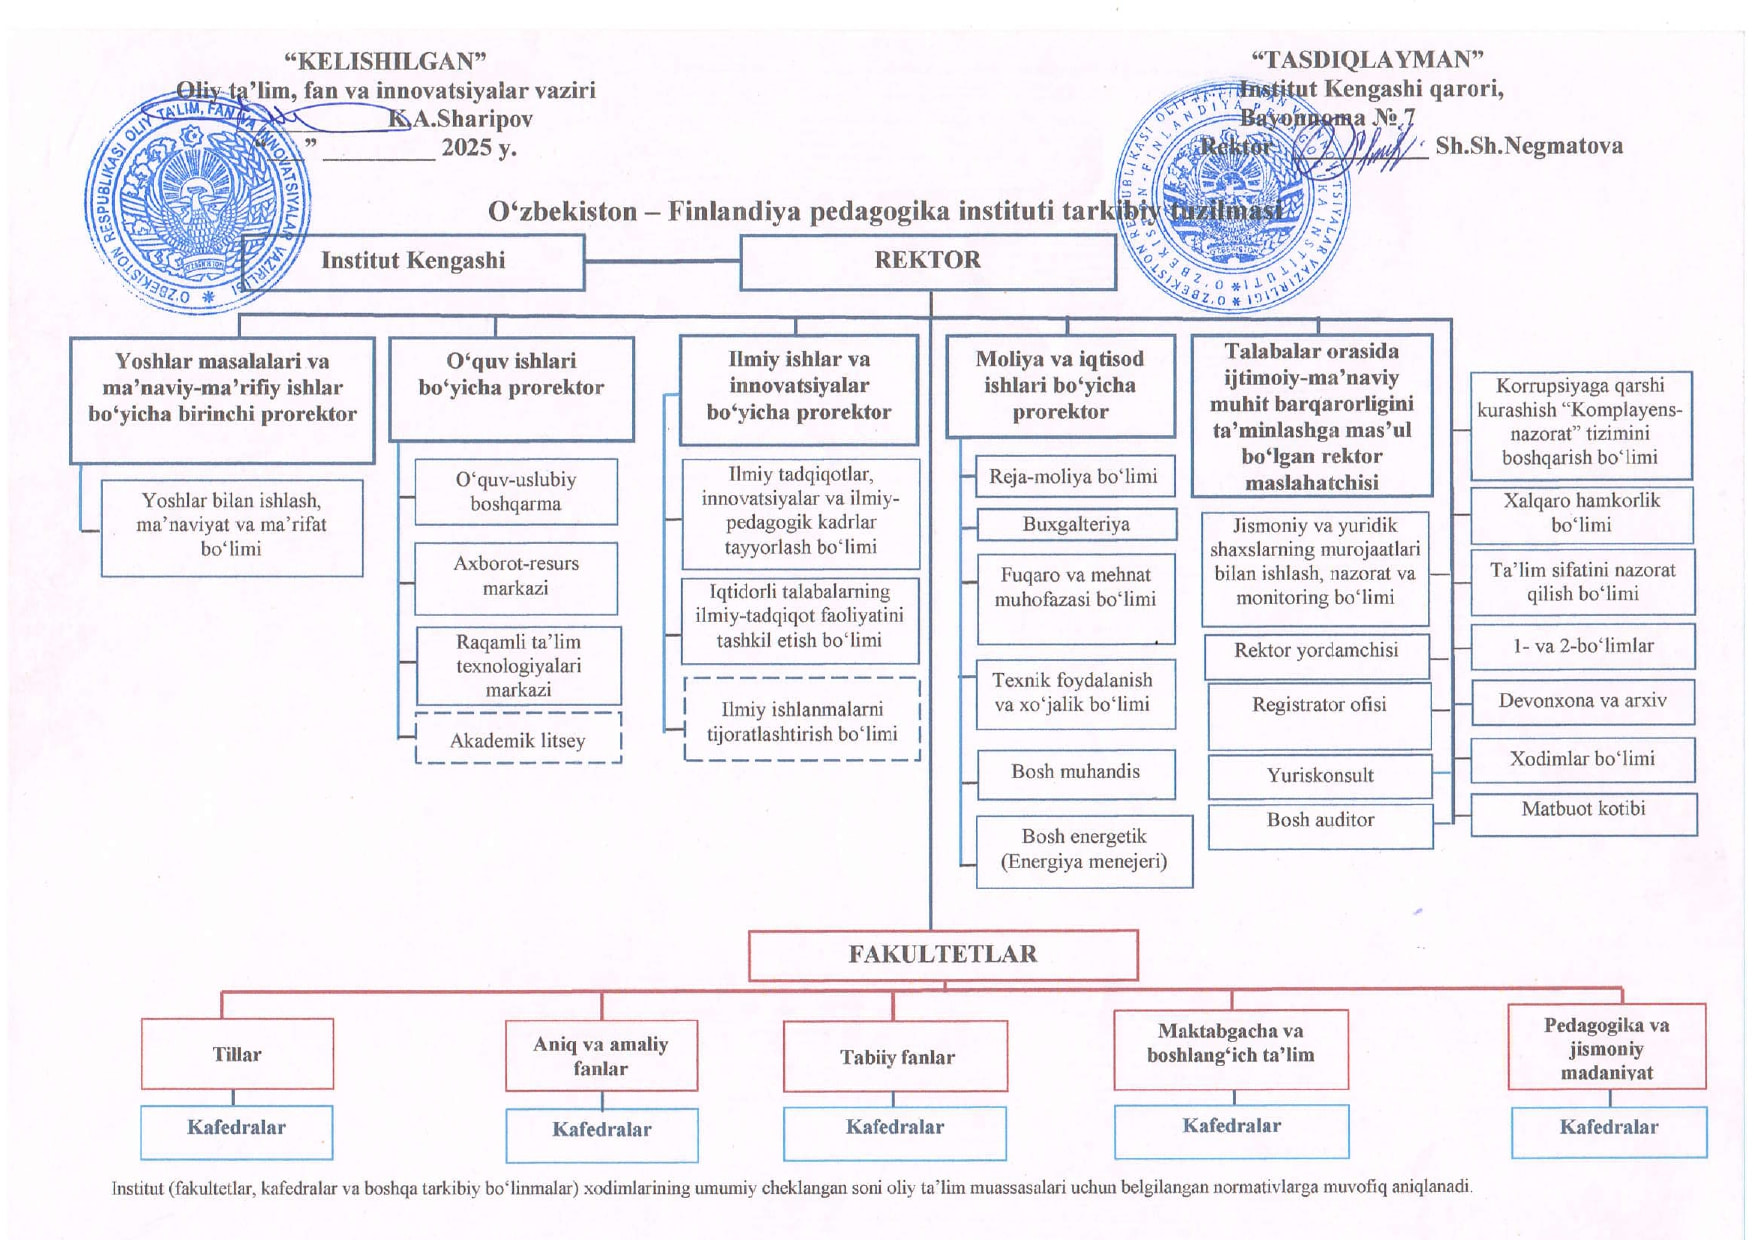 “KELISHILGAN”
Oliy ta’lim, fan va innovatsiyalar vaziri
K.A.Sharipov
“___” __________ 2025 y.
“TASDIQLAYMAN”
Institut Kengashi qarori,
Bayonnoma № 7
Rektor ____________ Sh.Sh.Negmatova
O‘zbekiston – Finlandiya pedagogika instituti tarkibiy tuzilmasi
Institut Kengashi
REKTOR
Yoshlar masalalari va
ma’naviy-ma’rifiy ishlar
bo‘yicha birinchi prorektor
Yoshlar bilan ishlash,
ma’naviyat va ma’rifat
bo‘limi
O‘quv ishlari
bo‘yicha prorektor
O‘quv-uslubiy
boshqarma
Axborot-resurs
markazi
Raqamli ta’lim
texnologiyalari
markazi
Akademik litsey
Ilmiy ishlar va
innovatsiyalar
bo‘yicha prorektor
Ilmiy tadqiqotlar,
innovatsiyalar va ilmiy-
pedagogik kadrlar
tayyorlash bo‘limi
Iqtidorli talabalarning
ilmiy-tadqiqot faoliyatini
tashkil etish bo‘limi
Ilmiy ishlanmalarni
tijoratlashtirish bo‘limi
Moliya va iqtisod
ishlari bo‘yicha
prorektor
Reja-moliya bo‘limi
Buxgalteriya
Fuqaro va mehnat
muhofazasi bo‘limi
Texnik foydalanish
va xo‘jalik bo‘limi
Bosh muhandis
Bosh energetik
(Energiya menejeri)
Talabalar orasida
ijtimoiy-ma’naviy
muhit barqarorligini
ta’minlashga mas’ul
bo‘lgan rektor
maslahatchisi
Jismoniy va yuridik
shaxslarning murojaatlari
bilan ishlash, nazorat va
monitoring bo‘limi
Rektor yordamchisi
Registrator ofisi
Yuriskonsult
Bosh auditor
Korrupsiyaga qarshi
kurashish “Komplayens-
nazorat” tizimini
boshqarish bo‘limi
Xalqaro hamkorlik
bo‘limi
Ta’lim sifatini nazorat
qilish bo‘limi
1- va 2-bo‘limlar
Devonxona va arxiv
Xodimlar bo‘limi
Matbuot kotibi
FAKULTETLAR
Tillar
Aniq va amaliy
fanlar
Tabiiy fanlar
Maktabgacha va
boshlang‘ich ta’lim
Pedagogika va
jismoniy
madaniyat
Kafedralar
Kafedralar
Kafedralar
Kafedralar
Kafedralar
Institut (fakultetlar, kafedralar va boshqa tarkibiy bo‘linmalar) xodimlarining umumiy cheklangan soni oliy ta’lim muassasalari uchun belgilangan normativlarga muvofiq aniqlanadi.